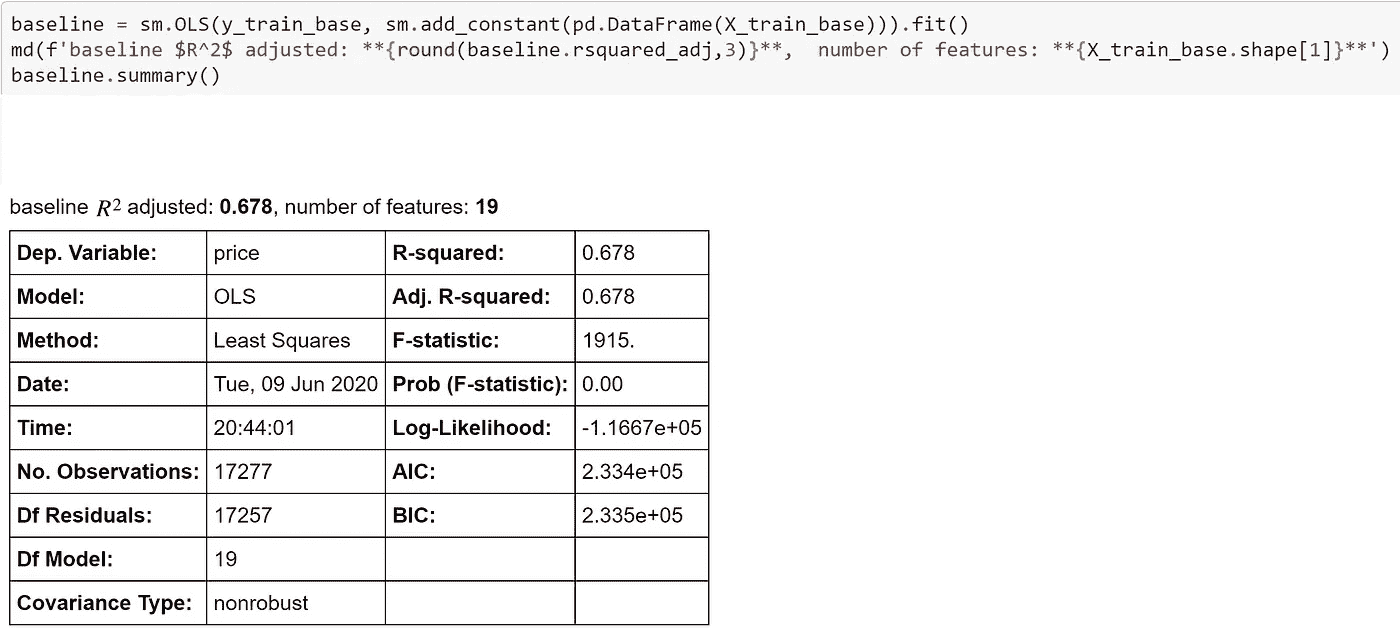 baseline = sm.OLS(y_train_base, sm.add_constant(pd.DataFrame(X_train_base))).fit()
md(f'baseline $R^2$ adjusted: **{round(baseline.rsquared_adj,3)}**,  number of features: **{X_train_base.shape[1]}**')
baseline.summary()
baseline R2 adjusted: 0.678, number of features: 19
Dep. Variable: price R-squared: 0.678
Model: OLS Adj. R-squared: 0.678
Method: Least Squares F-statistic: 1915.
Date: Tue, 09 Jun 2020 Prob (F-statistic): 0.00
Time: 20:44:01 Log-Likelihood: -1.1667e+05
No. Observations: 17277 AIC: 2.334e+05
Df Residuals: 17257 BIC: 2.335e+05
Df Model: 19
Covariance Type: nonrobust